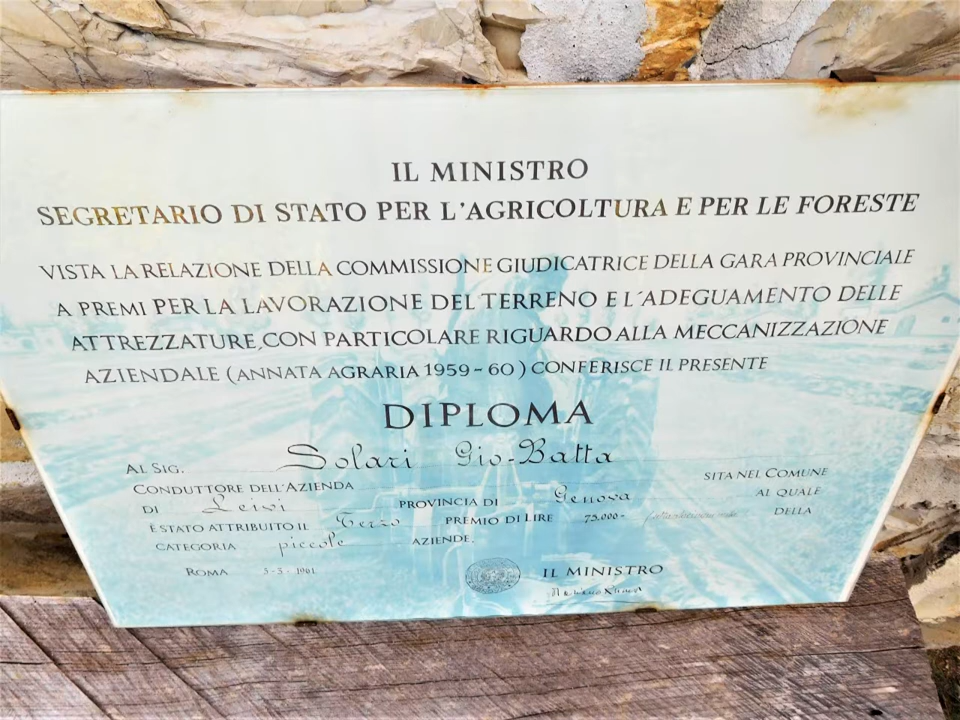 IL MINISTRO
SEGRETARIO DI STATO PER L'AGRICOLTURA E PER LE FORESTE
VISTA LA RELAZIONE DELLA COMMISSIONE GIUDICATRICE DELLA GARA PROVINCIALE
A PREMI PER LA LAVORAZIONE DEL TERRENO E L'ADEGUAMENTO DELLE
ATTREZZATURE, CON PARTICOLARE RIGUARDO ALLA MECCANIZZAZIONE
AZIENDALE (ANNATA AGRARIA 1959-60) CONFERISCE IL PRESENTE
DIPLOMA
AL SIG. Solari Gio-Batta
CONDUTTORE DELL'AZIENDA SITA NEL COMUNE
DI Leivi PROVINCIA DI Genova AL QUALE
È STATO ATTRIBUITO IL Terzo PREMIO DI LIRE 75.000- DELLA
CATEGORIA piccole AZIENDE.
ROMA 3-3-1961
IL MINISTRO